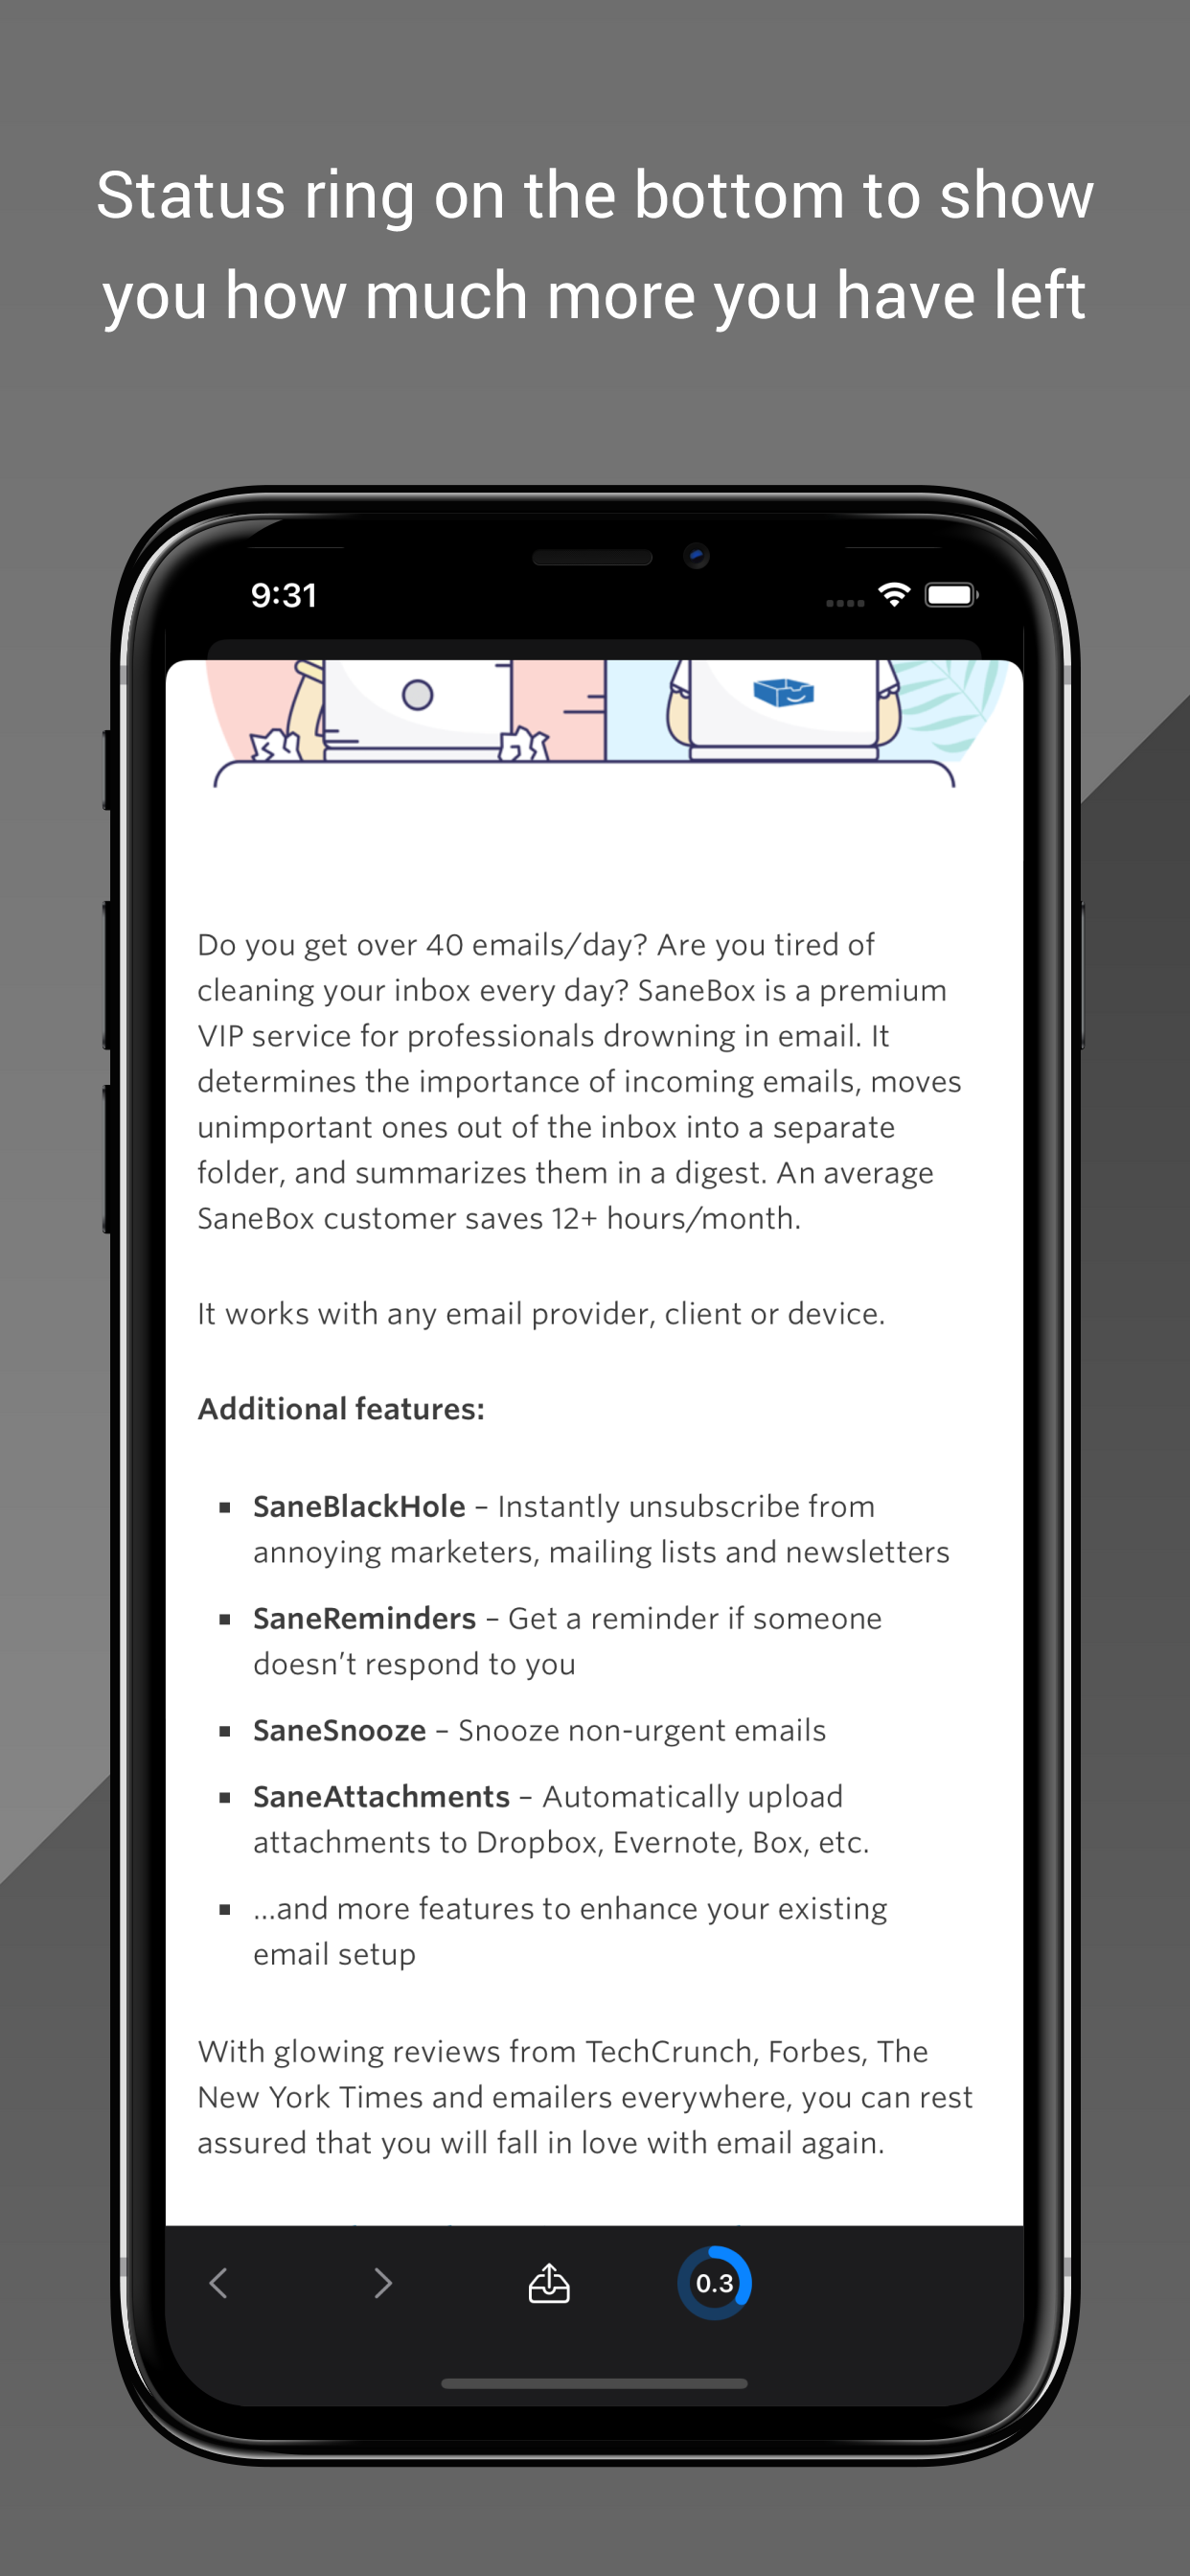 Status ring on the bottom to show
you how much more you have left
9:31
Do you get over 40 emails/day? Are you tired of
cleaning your inbox every day? SaneBox is a premium
VIP service for professionals drowning in email. It
determines the importance of incoming emails, moves
unimportant ones out of the inbox into a separate
folder, and summarizes them in a digest. An average
SaneBox customer saves 12+ hours/month.
It works with any email provider, client or device.
Additional features:
▪ SaneBlackHole – Instantly unsubscribe from
annoying marketers, mailing lists and newsletters
▪ SaneReminders – Get a reminder if someone
doesn’t respond to you
▪ SaneSnooze – Snooze non-urgent emails
▪ SaneAttachments – Automatically upload
attachments to Dropbox, Evernote, Box, etc.
▪ ...and more features to enhance your existing
email setup
With glowing reviews from TechCrunch, Forbes, The
New York Times and emailers everywhere, you can rest
assured that you will fall in love with email again.
0.3